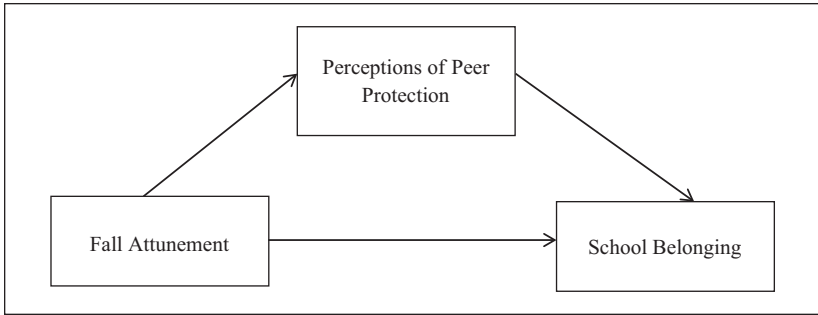 Perceptions of Peer
Protection
Fall Attunement
School Belonging